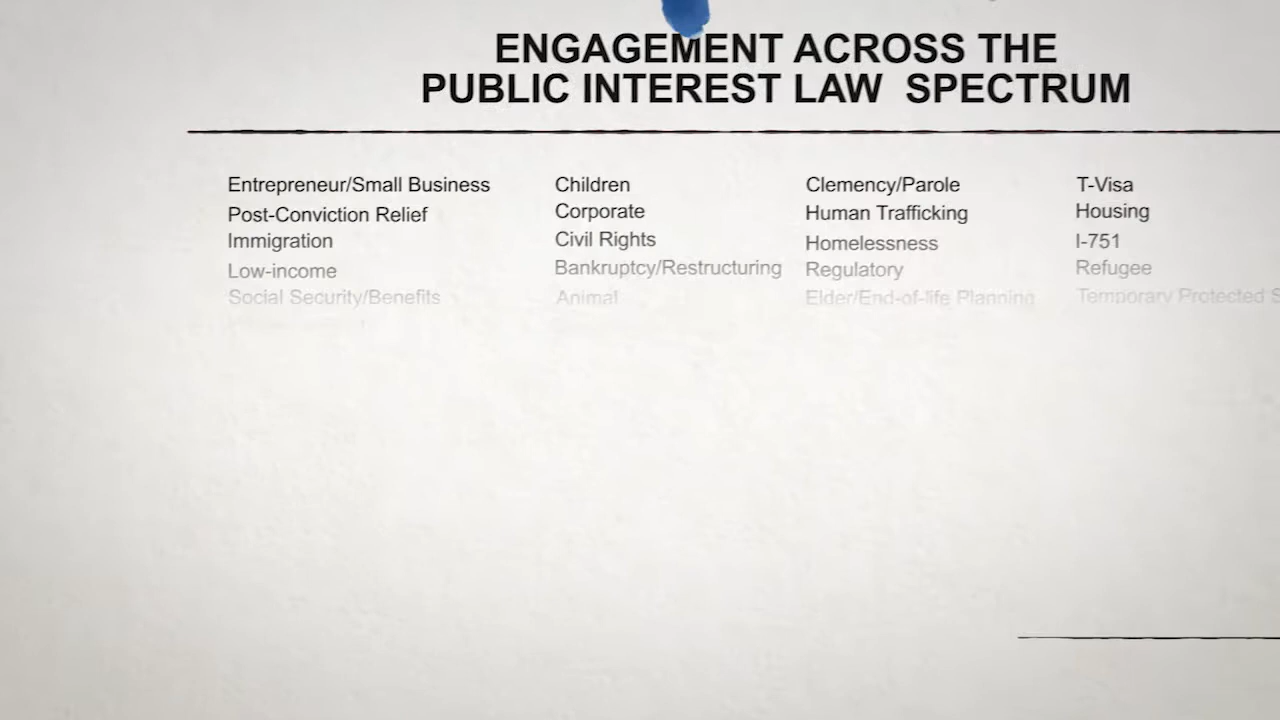 ENGAGEMENT ACROSS THE
PUBLIC INTEREST LAW SPECTRUM
Entrepreneur/Small Business
Post-Conviction Relief
Immigration
Low-income
Social Security/Benefits
Children
Corporate
Civil Rights
Bankruptcy/Restructuring
Animal
Clemency/Parole
Human Trafficking
Homelessness
Regulatory
Elder/End-of-life Planning
T-Visa
Housing
I-751
Refugee
Temporary Protected